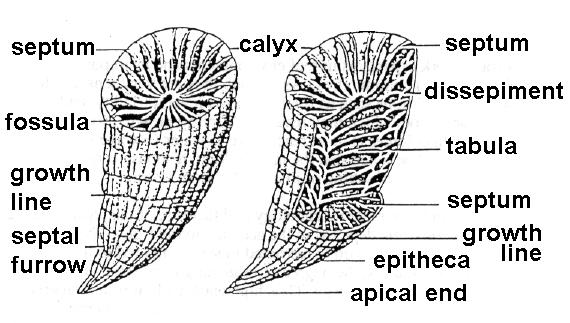 septum
calyx
septum
dissepiment
fossula
tabula
growth
line
septum
septal
furrow
growth
line
epitheca
apical end